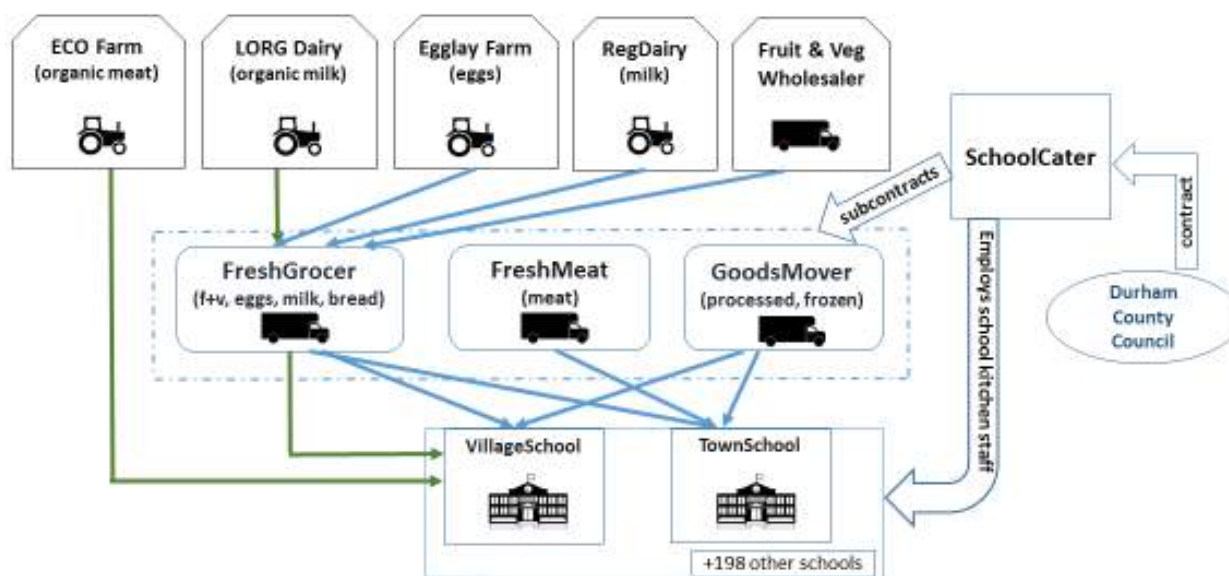 ECO Farm
(organic meat)
LORG Dairy
(organic milk)
Egglay Farm
(eggs)
RegDairy
(milk)
Fruit & Veg
Wholesaler
SchoolCater
subcontracts
contract
FreshGrocer
(f+v, eggs, milk, bread)
FreshMeat
(meat)
GoodsMover
(processed, frozen)
Employs school kitchen staff
Durham
County
Council
VillageSchool
TownSchool
+198 other schools